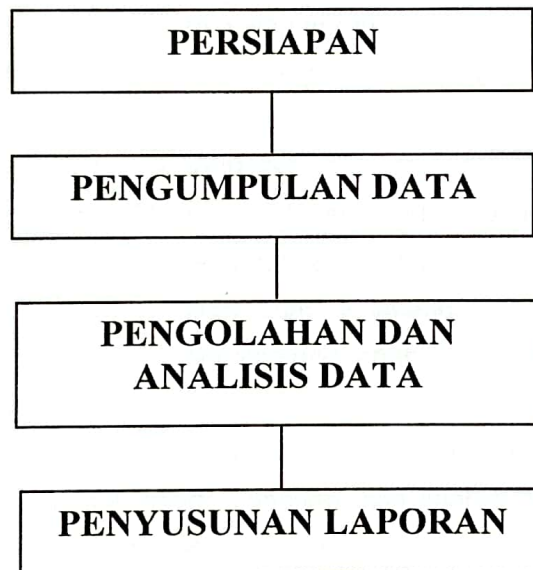 PERSIAPAN
PENGUMPULAN DATA
PENGOLAHAN DAN
ANALISIS DATA
PENYUSUNAN LAPORAN